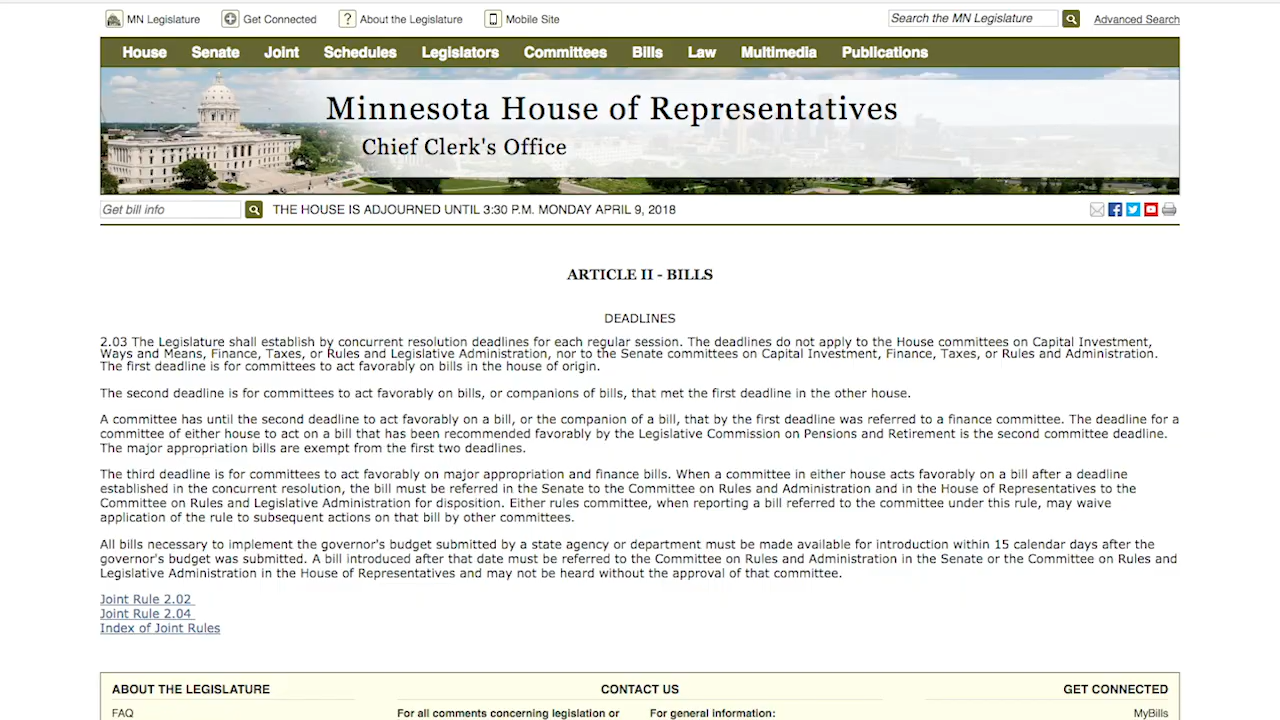 MN Legislature Get Connected ? About the Legislature Mobile Site Search the MN Legislature Advanced Search
House Senate Joint Schedules Legislators Committees Bills Law Multimedia Publications
Minnesota House of Representatives
Chief Clerk's Office
Get bill info THE HOUSE IS ADJOURNED UNTIL 3:30 P.M. MONDAY APRIL 9, 2018
ARTICLE II - BILLS
DEADLINES
2.03 The Legislature shall establish by concurrent resolution deadlines for each regular session. The deadlines do not apply to the House committees on Capital Investment,
Ways and Means, Finance, Taxes, or Rules and Legislative Administration, nor to the Senate committees on Capital Investment, Finance, Taxes, or Rules and Administration.
The first deadline is for committees to act favorably on bills in the house of origin.
The second deadline is for committees to act favorably on bills, or companions of bills, that met the first deadline in the other house.
A committee has until the second deadline to act favorably on a bill, or the companion of a bill, that by the first deadline was referred to a finance committee. The deadline for a
committee of either house to act on a bill that has been recommended favorably by the Legislative Commission on Pensions and Retirement is the second committee deadline.
The major appropriation bills are exempt from the first two deadlines.
The third deadline is for committees to act favorably on major appropriation and finance bills. When a committee in either house acts favorably on a bill after a deadline
established in the concurrent resolution, the bill must be referred in the Senate to the Committee on Rules and Administration and in the House of Representatives to the
Committee on Rules and Legislative Administration for disposition. Either rules committee, when reporting a bill referred to the committee under this rule, may waive
application of the rule to subsequent actions on that bill by other committees.
All bills necessary to implement the governor's budget submitted by a state agency or department must be made available for introduction within 15 calendar days after the
governor's budget was submitted. A bill introduced after that date must be referred to the Committee on Rules and Administration in the Senate or the Committee on Rules and
Legislative Administration in the House of Representatives and may not be heard without the approval of that committee.
Joint Rule 2.02
Joint Rule 2.04
Index of Joint Rules
ABOUT THE LEGISLATURE CONTACT US GET CONNECTED
FAQ For all comments concerning legislation or For general information: MyBills